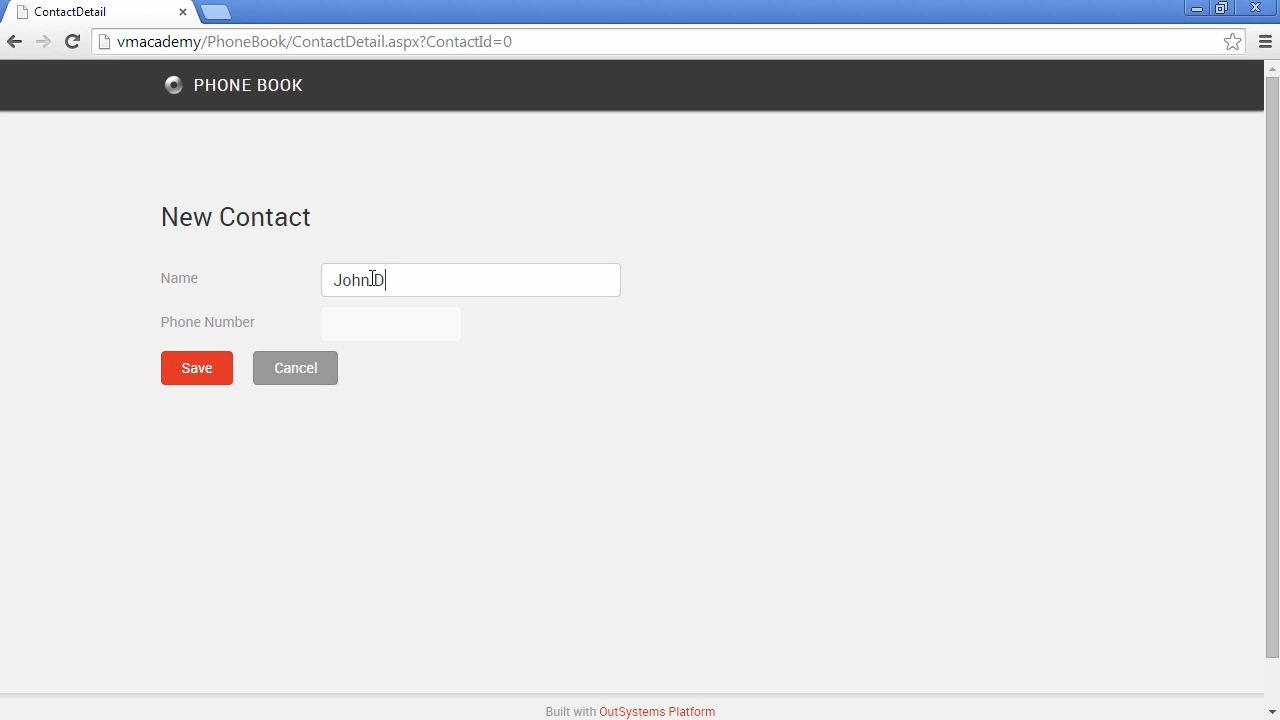 ContactDetail
vmacademy/PhoneBook/ContactDetail.aspx?ContactId=0
PHONE BOOK
New Contact
Name
John D
Phone Number
Save
Cancel
Built with OutSystems Platform